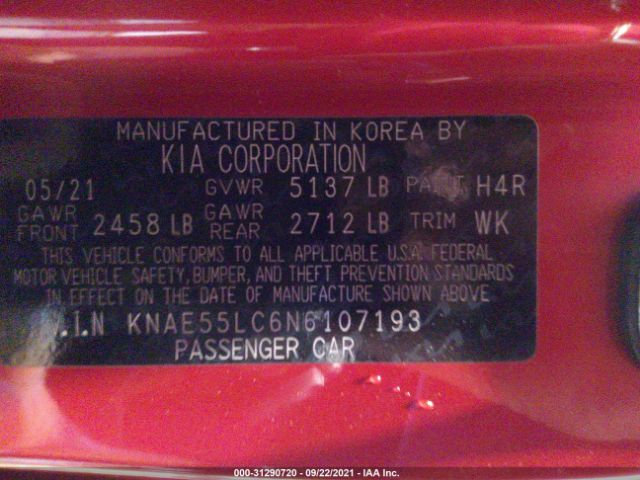 MANUFACTURED IN KOREA BY
KIA CORPORATION
05/21 GVWR 5137 LB PAINT H4R
GAWR FRONT 2458 LB GAWR REAR 2712 LB TRIM WK
THIS VEHICLE CONFORMS TO ALL APPLICABLE U.S.A. FEDERAL
MOTOR VEHICLE SAFETY, BUMPER, AND THEFT PREVENTION STANDARDS
IN EFFECT ON THE DATE OF MANUFACTURE SHOWN ABOVE
.I.N KNAE55LC6N6107193
PASSENGER CAR
000-31290720 - 09/22/2021 - IAA Inc.